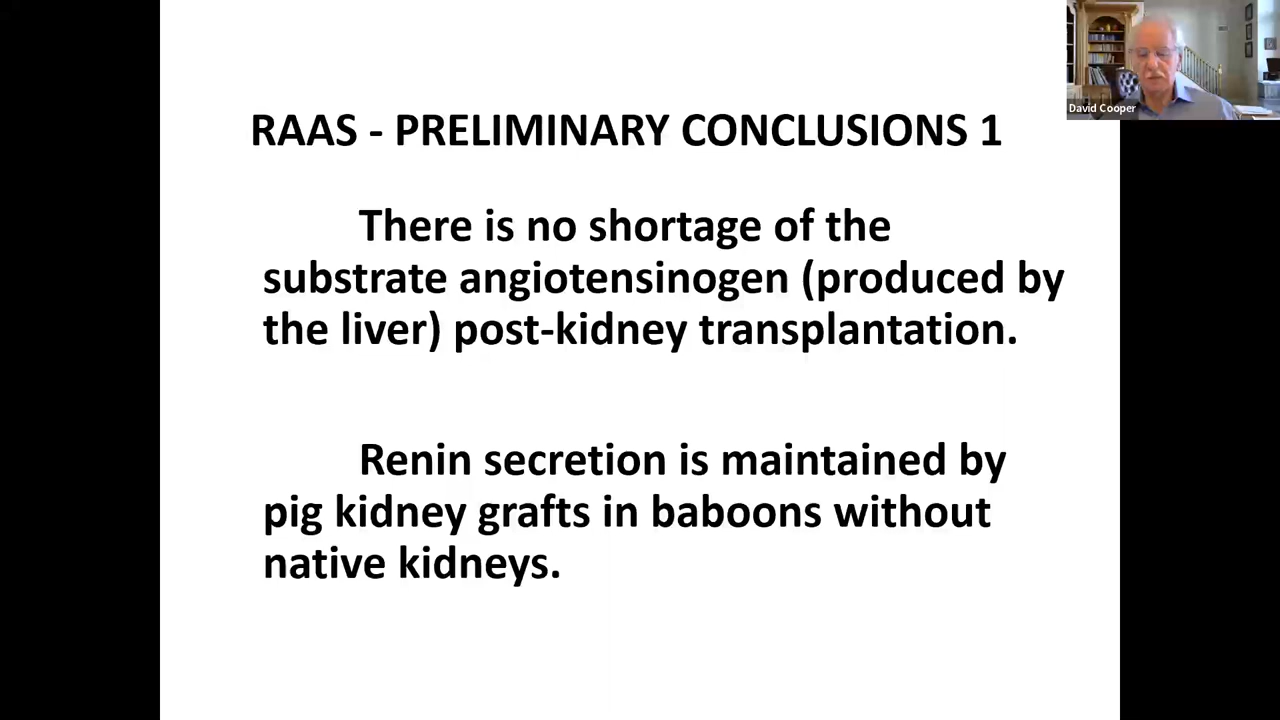 David Cooper
RAAS - PRELIMINARY CONCLUSIONS 1
There is no shortage of the
substrate angiotensinogen (produced by
the liver) post-kidney transplantation.
Renin secretion is maintained by
pig kidney grafts in baboons without
native kidneys.